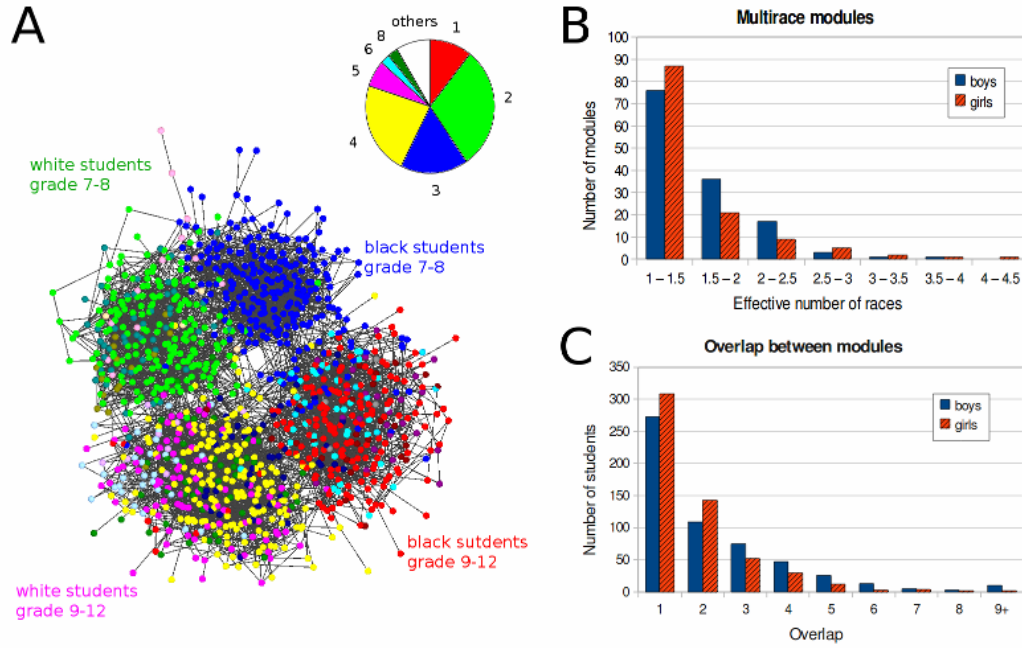 A
others
1
8
6
5
2
4
3
white students
grade 7-8
black students
grade 7-8
black sutdents
grade 9-12
white students
grade 9-12
B
Multirace modules
100
90
80
70
60
50
40
30
20
10
0
Number of modules
boys
girls
1 – 1.5
1.5 – 2
2 – 2.5
2.5 – 3
3 – 3.5
3.5 – 4
4 – 4.5
Effective number of races
C
Overlap between modules
350
300
250
200
150
100
50
0
Number of students
boys
girls
1
2
3
4
5
6
7
8
9+
Overlap